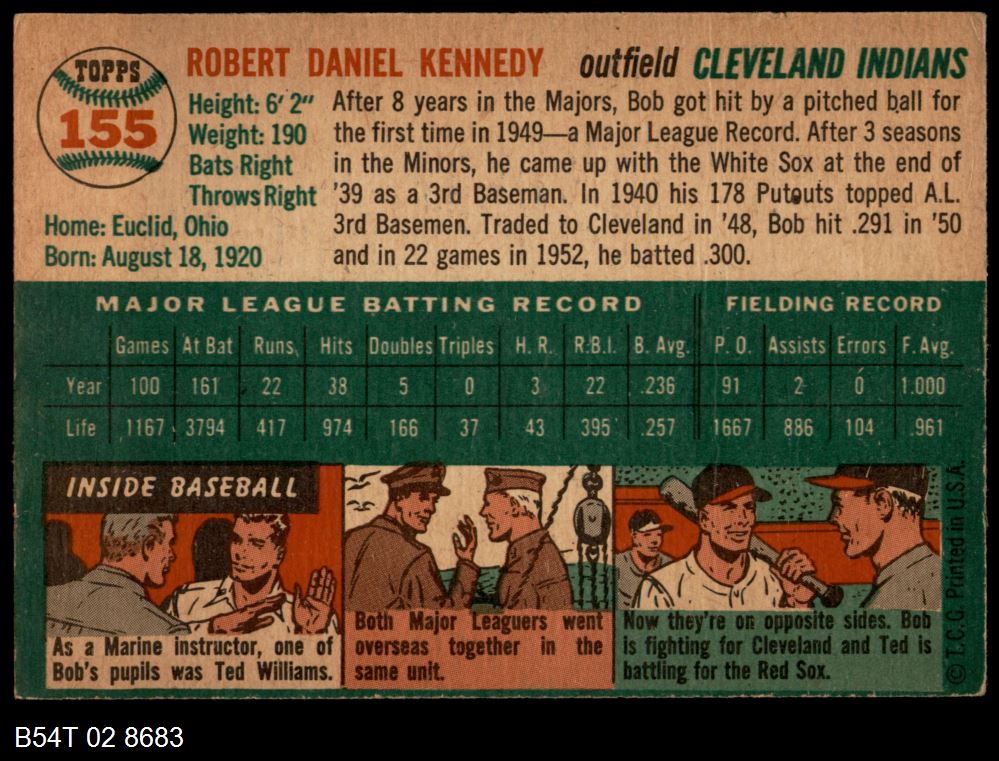 TOPPS
155
ROBERT DANIEL KENNEDY outfield CLEVELAND INDIANS
Height: 6' 2"
Weight: 190
Bats Right
Throws Right
Home: Euclid, Ohio
Born: August 18, 1920
After 8 years in the Majors, Bob got hit by a pitched ball for
the first time in 1949—a Major League Record. After 3 seasons
in the Minors, he came up with the White Sox at the end of
'39 as a 3rd Baseman. In 1940 his 178 Putouts topped A.L.
3rd Basemen. Traded to Cleveland in '48, Bob hit .291 in '50
and in 22 games in 1952, he batted .300.
MAJOR LEAGUE BATTING RECORD FIELDING RECORD
Games At Bat Runs Hits Doubles Triples H. R. R.B.I. B. Avg. P. O. Assists Errors F. Avg.
Year 100 161 22 38 5 0 3 22 .236 91 2 0 1.000
Life 1167 3794 417 974 166 37 43 395 .257 1667 886 104 .961
INSIDE BASEBALL
As a Marine instructor, one of
Bob's pupils was Ted Williams.
Both Major Leaguers went
overseas together in the
same unit.
Now they're on opposite sides. Bob
is fighting for Cleveland and Ted is
battling for the Red Sox.
© T.C.G. Printed in U.S.A.
B54T 02 8683